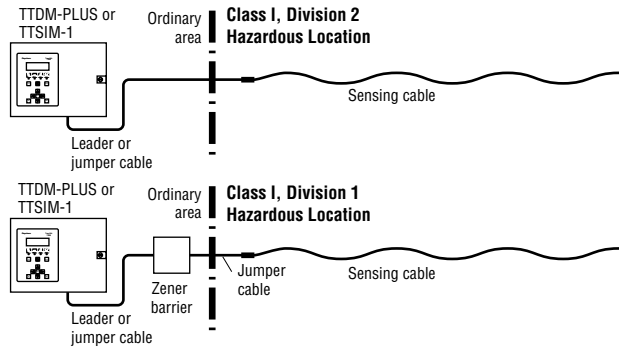 TTDM-PLUS or
TTSIM-1
Ordinary
area
Class I, Division 2
Hazardous Location
Sensing cable
Leader or
jumper cable
TTDM-PLUS or
TTSIM-1
Ordinary
area
Class I, Division 1
Hazardous Location
Jumper
cable
Sensing cable
Zener
barrier
Leader or
jumper cable